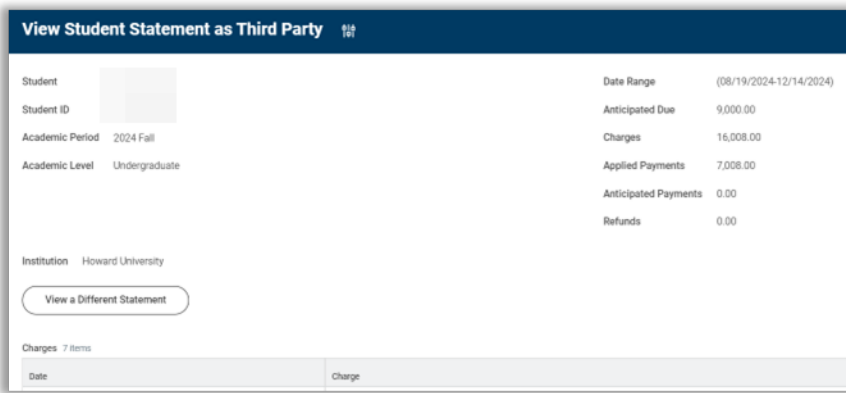 View Student Statement as Third Party
Student
Student ID
Academic Period 2024 Fall
Academic Level Undergraduate
Date Range (08/19/2024-12/14/2024)
Anticipated Due 9,000.00
Charges 16,008.00
Applied Payments 7,008.00
Anticipated Payments 0.00
Refunds 0.00
Institution Howard University
View a Different Statement
Charges 7 items
Date Charge